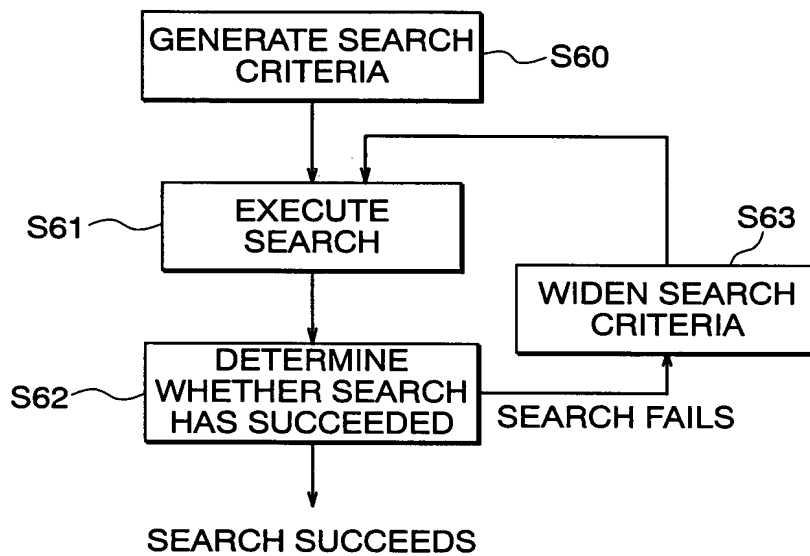 GENERATE SEARCH
CRITERIA
S60
EXECUTE
SEARCH
S61
S63
WIDEN SEARCH
CRITERIA
DETERMINE
WHETHER SEARCH
HAS SUCCEEDED
S62
SEARCH FAILS
SEARCH SUCCEEDS